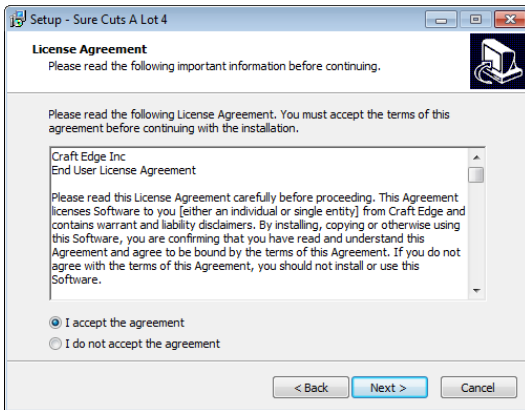 Setup - Sure Cuts A Lot 4
License Agreement
Please read the following important information before continuing.
Please read the following License Agreement. You must accept the terms of this
agreement before continuing with the installation.
Craft Edge Inc
End User License Agreement
Please read this License Agreement carefully before proceeding. This Agreement
licenses Software to you [either an individual or single entity] from Craft Edge and
contains warrant and liability disclaimers. By installing, copying or otherwise using
this Software, you are confirming that you have read and understand this
Agreement and agree to be bound by the terms of this Agreement. If you do not
agree with the terms of this Agreement, you should not install or use this
Software.
I accept the agreement
I do not accept the agreement
< Back
Next >
Cancel